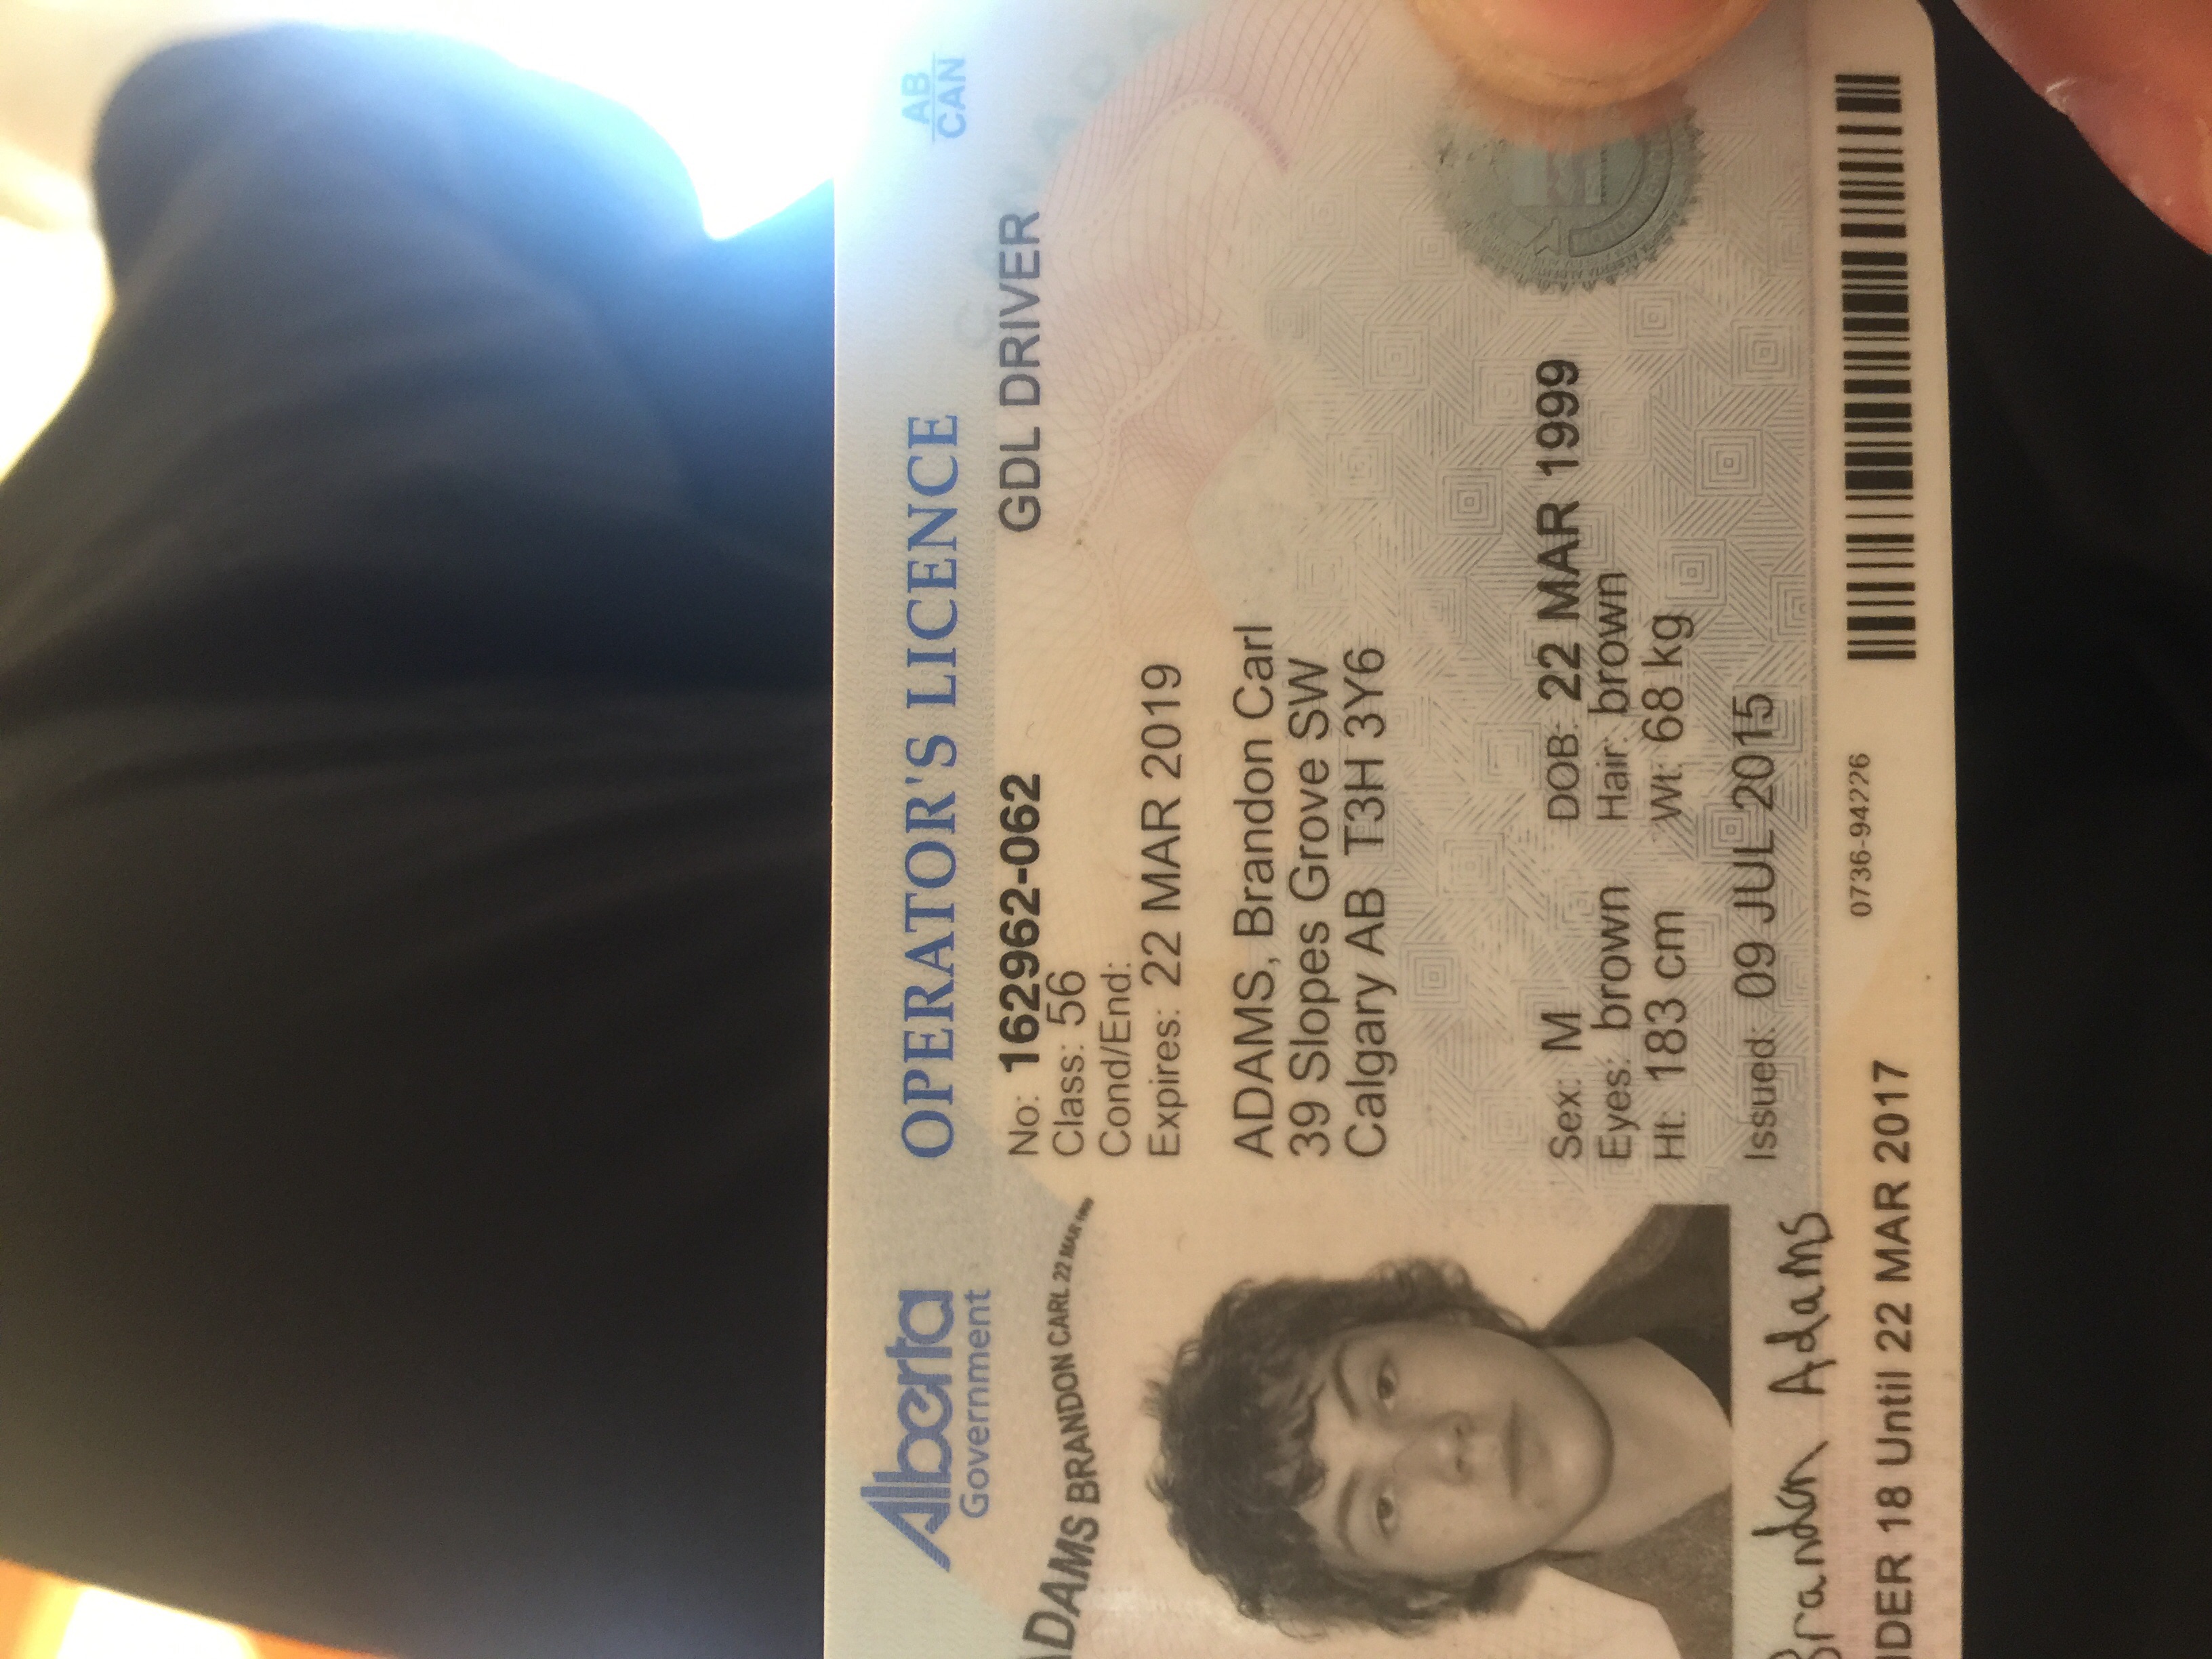 Alberta
Government
OPERATOR'S LICENCE
AB
CAN
No: 162962-062
GDL DRIVER
Class: 56
Cond/End:
Expires: 22 MAR 2019
ADAMS BRANDON CARL 22 MAR 1999
ADAMS, Brandon Carl
39 Slopes Grove SW
Calgary AB T3H 3Y6
Sex: M DOB: 22 MAR 1999
Eyes: brown Hair: brown
Ht: 183 cm Wt: 68 kg
Issued: 09 JUL 2015
Brandon Adams
0736-94226
18 Until 22 MAR 2017